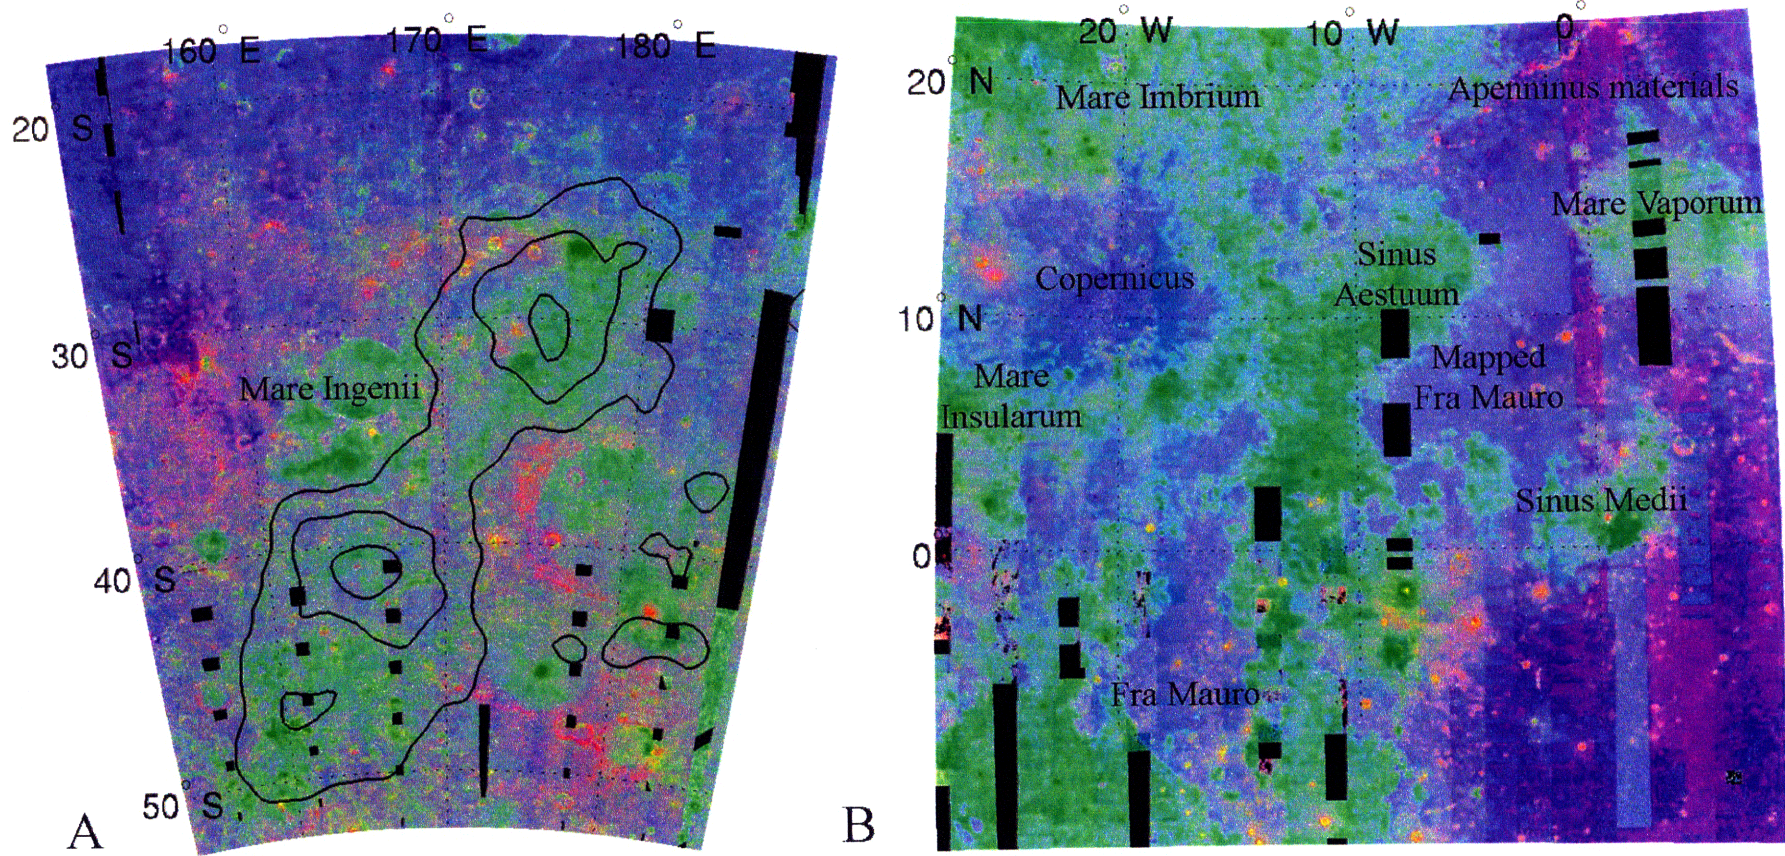 160° E 170° E 180° E
20 S
30 S
Mare Ingenii
40 S
50° S
A
20° W 10° W 0°
20° N
Mare Imbrium
Apenninus materials
Mare Vaporum
Sinus
Aestuum
Copernicus
10° N
Mapped
Fra Mauro
Mare
Insularum
Sinus Medii
0°
Fra Mauro
B